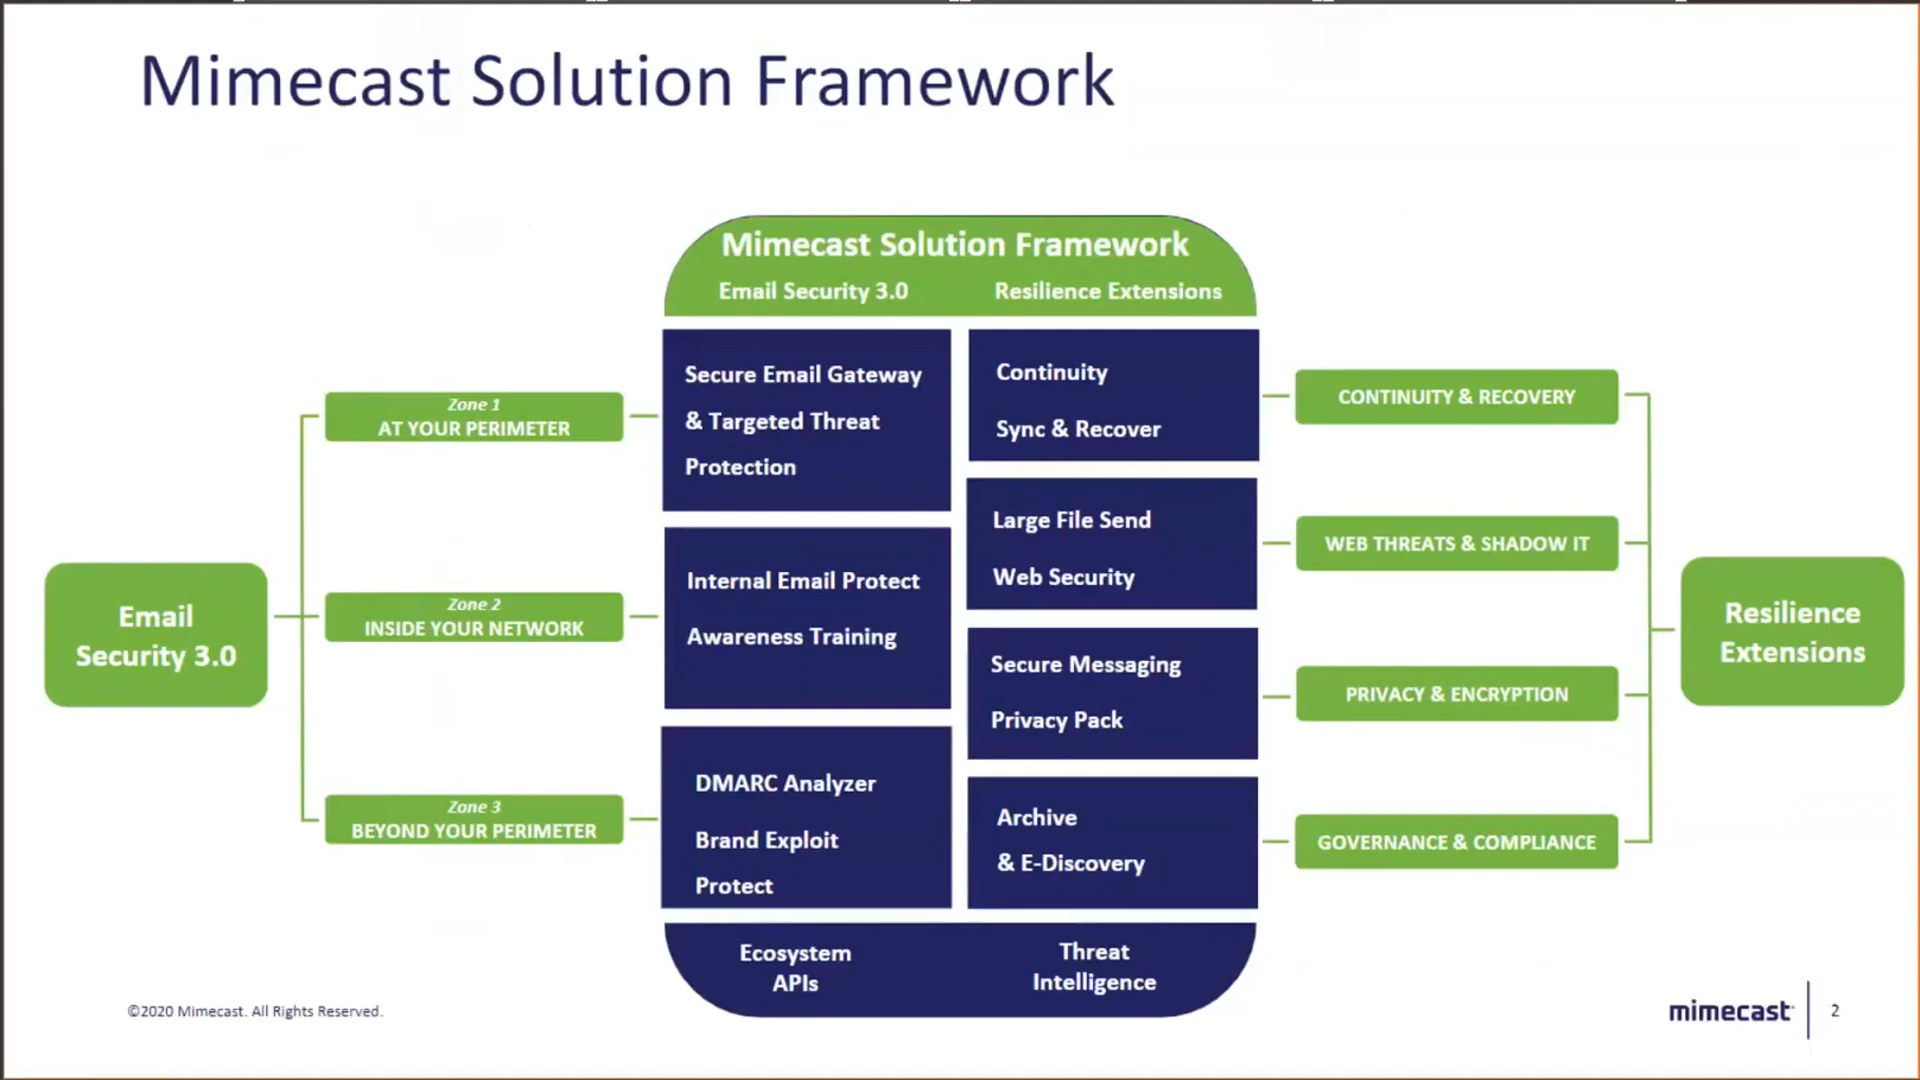 Mimecast Solution Framework
Mimecast Solution Framework
Email Security 3.0
Resilience Extensions
Email
Security 3.0
Zone 1
AT YOUR PERIMETER
Zone 2
INSIDE YOUR NETWORK
Zone 3
BEYOND YOUR PERIMETER
Secure Email Gateway
& Targeted Threat
Protection
Internal Email Protect
Awareness Training
DMARC Analyzer
Brand Exploit
Protect
Continuity
Sync & Recover
Large File Send
Web Security
Secure Messaging
Privacy Pack
Archive
& E-Discovery
CONTINUITY & RECOVERY
WEB THREATS & SHADOW IT
PRIVACY & ENCRYPTION
GOVERNANCE & COMPLIANCE
Resilience
Extensions
Ecosystem
APIs
Threat
Intelligence
©2020 Mimecast. All Rights Reserved.
mimecast
2